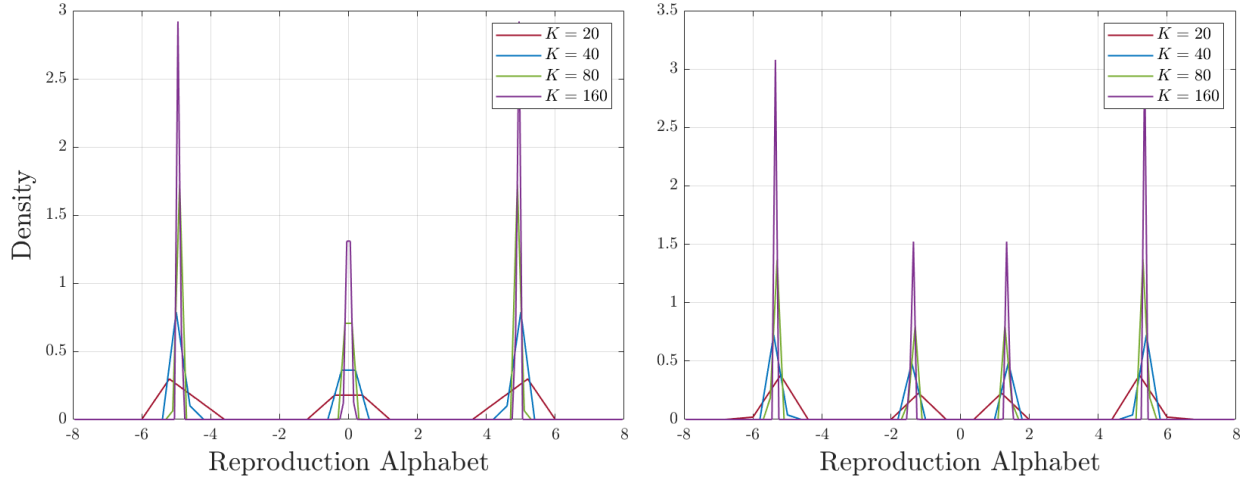 3
2.5
2
1.5
1
0.5
0
Density
-8 -6 -4 -2 0 2 4 6 8
Reproduction Alphabet
K = 20
K = 40
K = 80
K = 160
3.5
3
2.5
2
1.5
1
0.5
0
-8 -6 -4 -2 0 2 4 6 8
Reproduction Alphabet
K = 20
K = 40
K = 80
K = 160